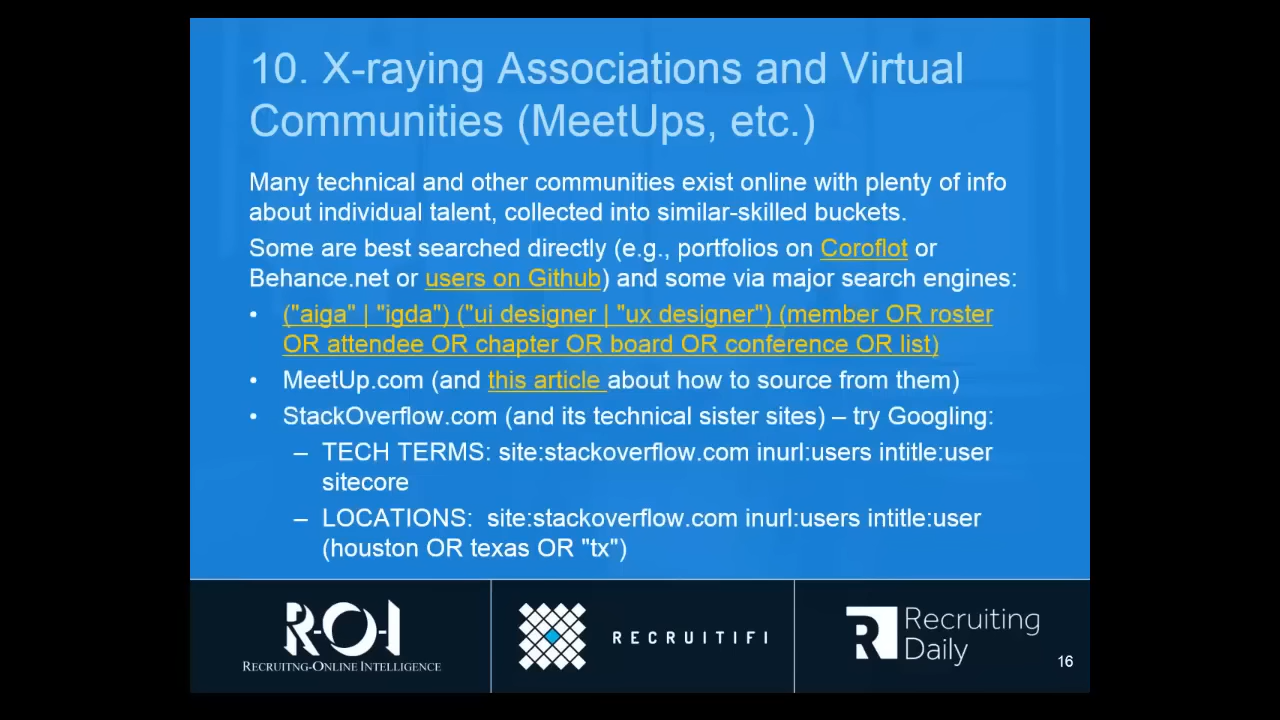 10. X-raying Associations and Virtual
Communities (MeetUps, etc.)
Many technical and other communities exist online with plenty of info
about individual talent, collected into similar-skilled buckets.
Some are best searched directly (e.g., portfolios on Coroflot or
Behance.net or users on Github) and some via major search engines:
• ("aiga" | "igda") ("ui designer | "ux designer") (member OR roster
OR attendee OR chapter OR board OR conference OR list)
• MeetUp.com (and this article about how to source from them)
• StackOverflow.com (and its technical sister sites) – try Googling:
– TECH TERMS: site:stackoverflow.com inurl:users intitle:user
sitecore
– LOCATIONS:  site:stackoverflow.com inurl:users intitle:user
(houston OR texas OR "tx")
R-O-I
RECRUITNG-ONLINE INTELLIGENCE
RECRUITIFI
Recruiting
Daily
16